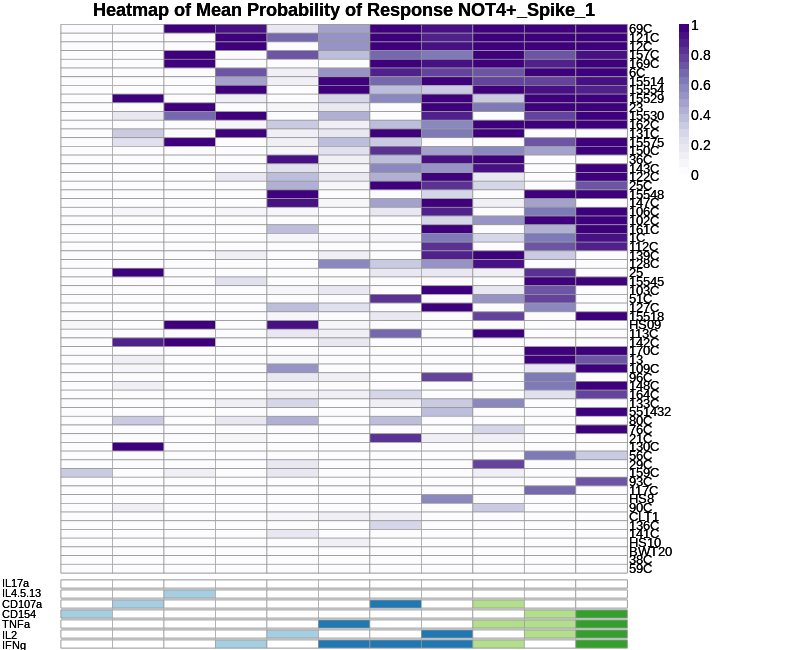 Heatmap of Mean Probability of Response NOT4+_Spike_1
69C
121C
12C
157C
169C
6C
15514
15554
15529
23
15530
162C
131C
15575
150C
36C
143C
122C
25C
15548
147C
106C
102C
161C
1C
112C
139C
128C
25
15545
103C
51C
127C
15518
HS09
113C
142C
170C
13
109C
96C
148C
164C
133C
551432
80C
76C
21C
130C
56C
29C
159C
93C
117C
HS8
90C
CLT1
136C
141C
HS10
BWT20
38C
59C
1
0.8
0.6
0.4
0.2
0
IL17a
IL4.5.13
CD107a
CD154
TNFa
IL2
IFNg